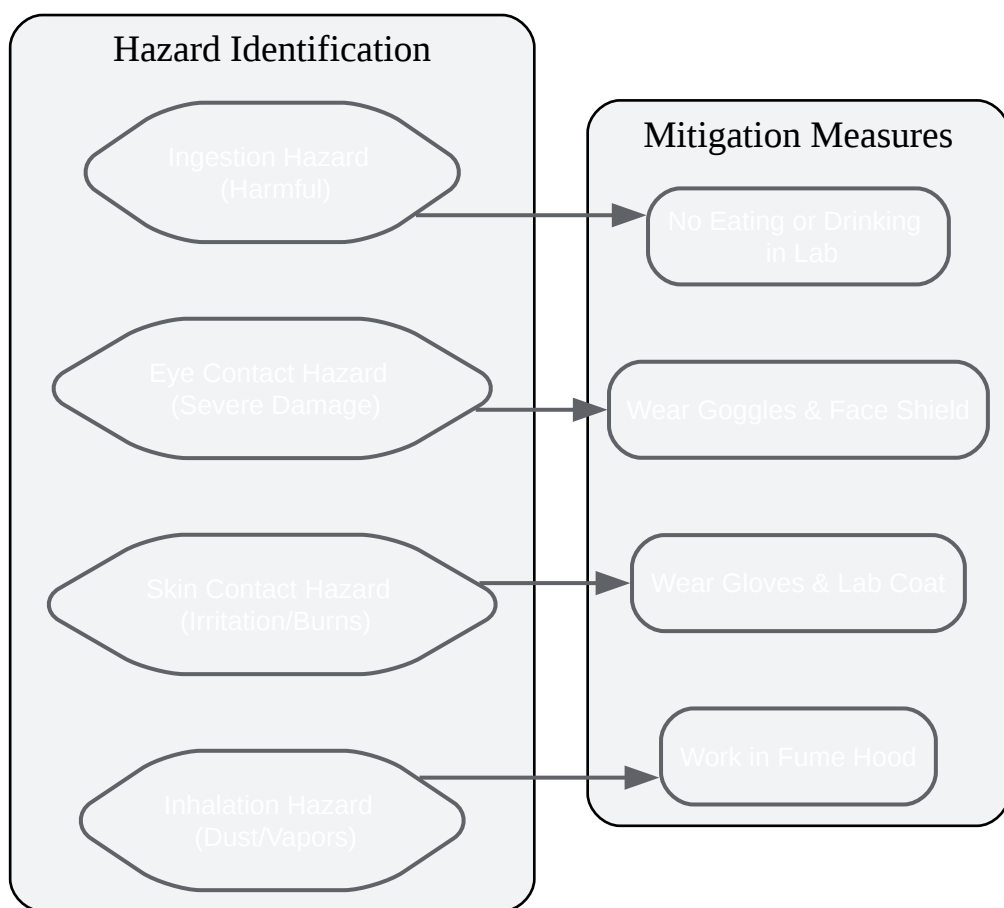 Hazard Identification
Ingestion Hazard
(Harmful)
Eye Contact Hazard
(Severe Damage)
Skin Contact Hazard
(Irritation/Burns)
Inhalation Hazard
(Dust/Vapors)
Mitigation Measures
No Eating or Drinking
in Lab
Wear Goggles & Face Shield
Wear Gloves & Lab Coat
Work in Fume Hood